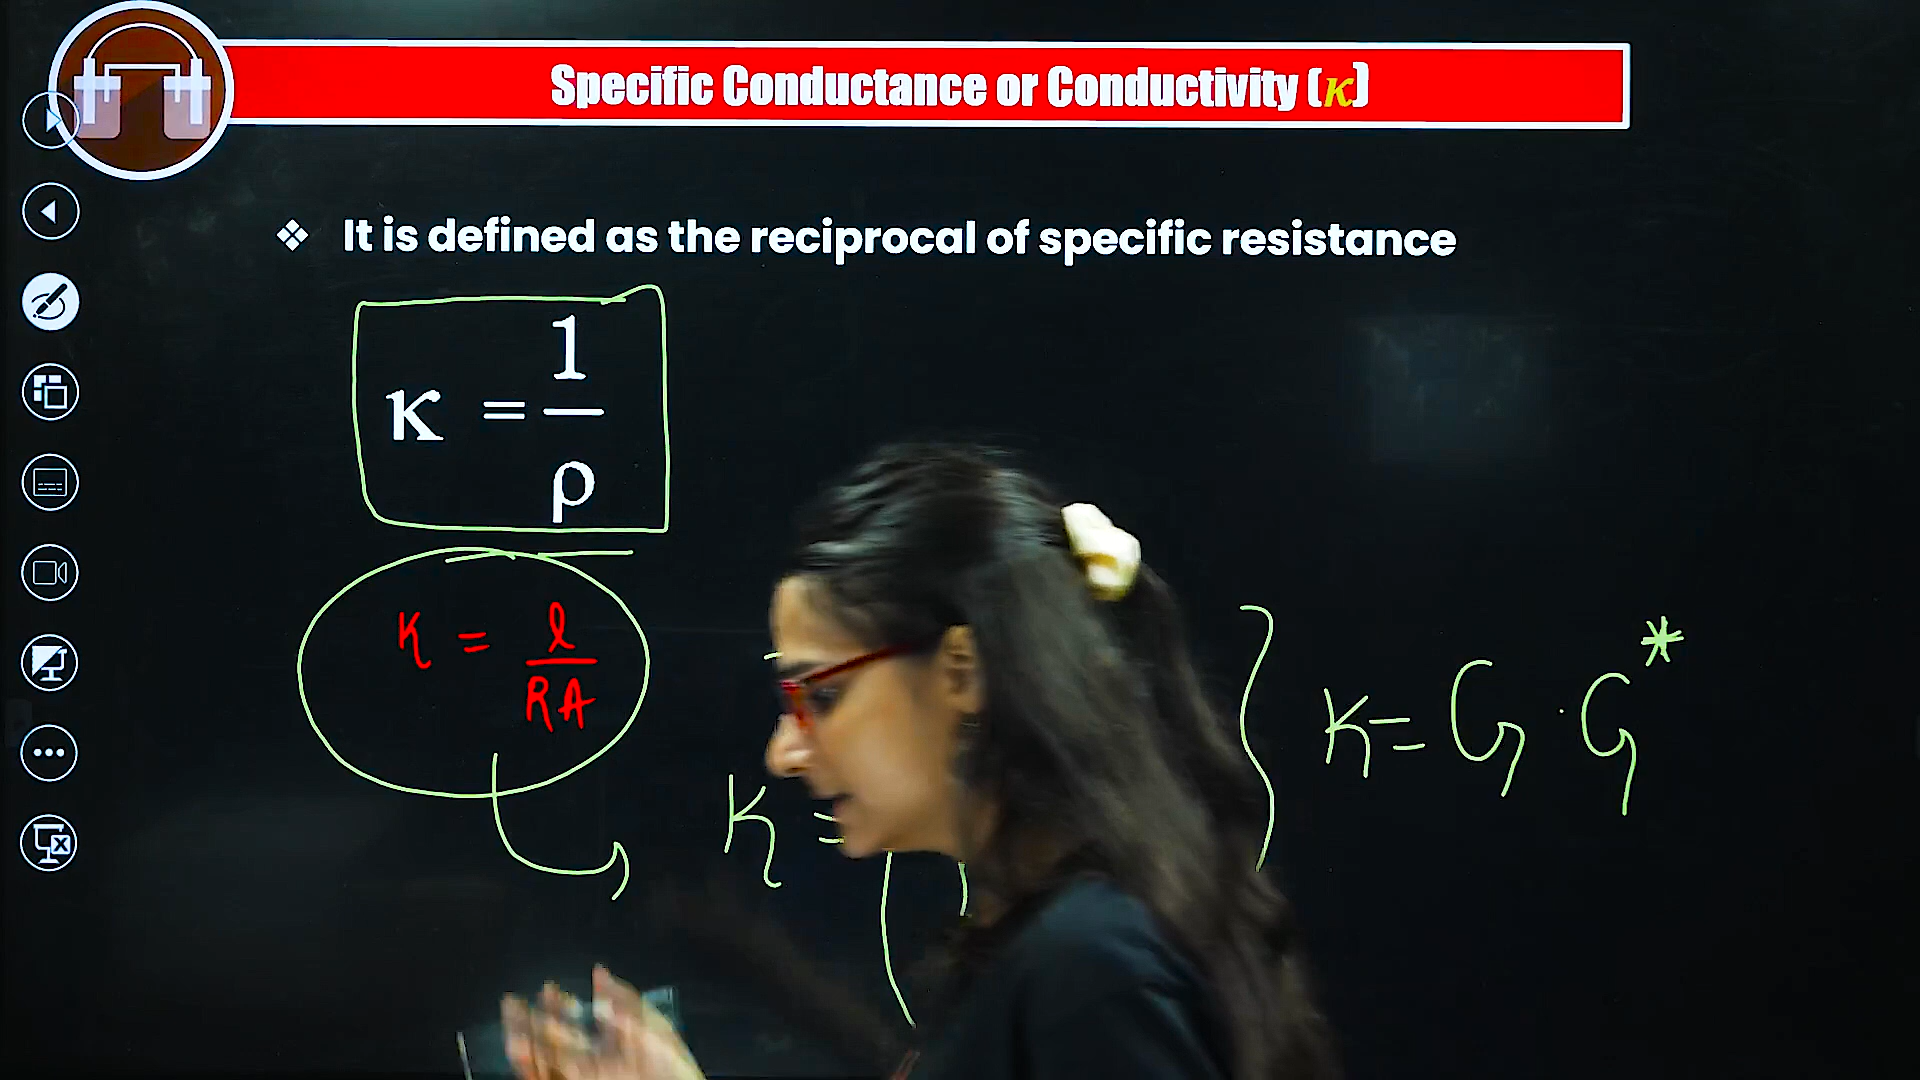 Specific Conductance or Conductivity (κ)
❖ It is defined as the reciprocal of specific resistance
κ = 1/ρ
K = l/RA
K =
K = G · G*